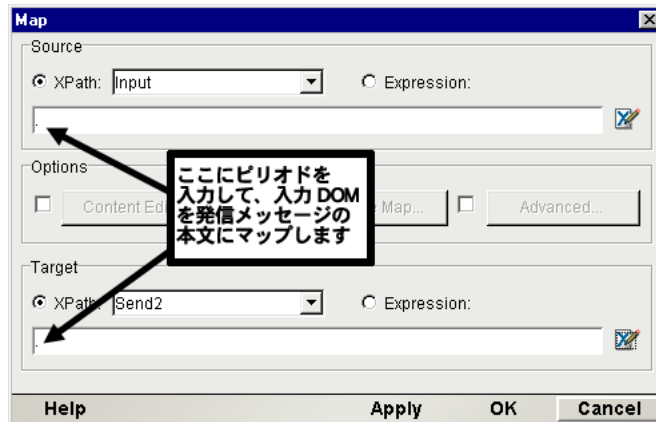 Map
Source
XPath: Input Expression:
.
ここにピリオドを
入力して、入力 DOM
を発信メッセージの
本文にマップします
Options
Content Edi Map... Advanced...
Target
XPath: Send2 Expression:
.
Help Apply OK Cancel